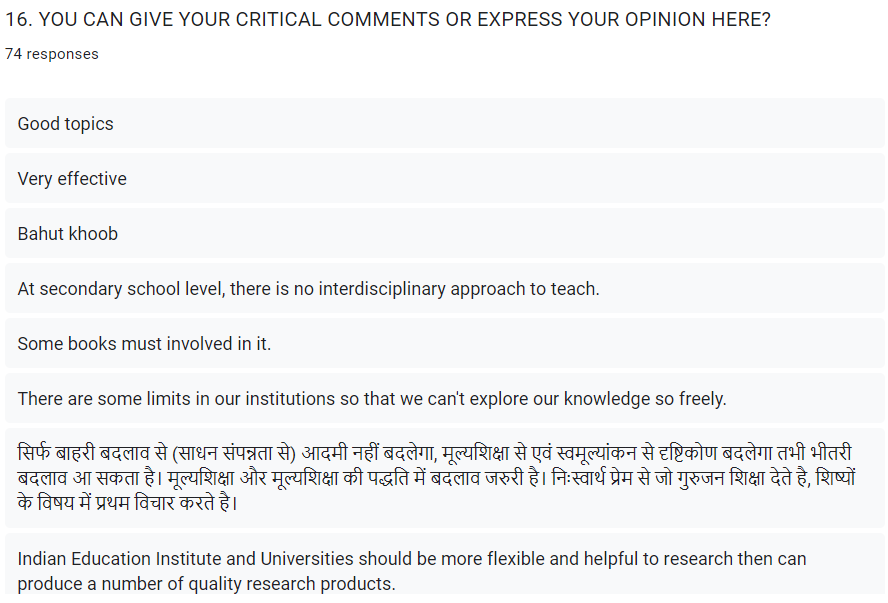 16. YOU CAN GIVE YOUR CRITICAL COMMENTS OR EXPRESS YOUR OPINION HERE?
74 responses
Good topics
Very effective
Bahut khoob
At secondary school level, there is no interdisciplinary approach to teach.
Some books must involved in it.
There are some limits in our institutions so that we can't explore our knowledge so freely.
सिर्फ बाहरी बदलाव से (साधन संपन्नता से) आदमी नहीं बदलेगा, मूल्यशिक्षा से एवं स्वमूल्यांकन से दृष्टिकोण बदलेगा तभी भीतरी
बदलाव आ सकता है। मूल्यशिक्षा और मूल्यशिक्षा की पद्धति में बदलाव जरुरी है। निःस्वार्थ प्रेम से जो गुरुजन शिक्षा देते है, शिष्यों
के विषय में प्रथम विचार करते है।
Indian Education Institute and Universities should be more flexible and helpful to research then can
produce a number of quality research products.